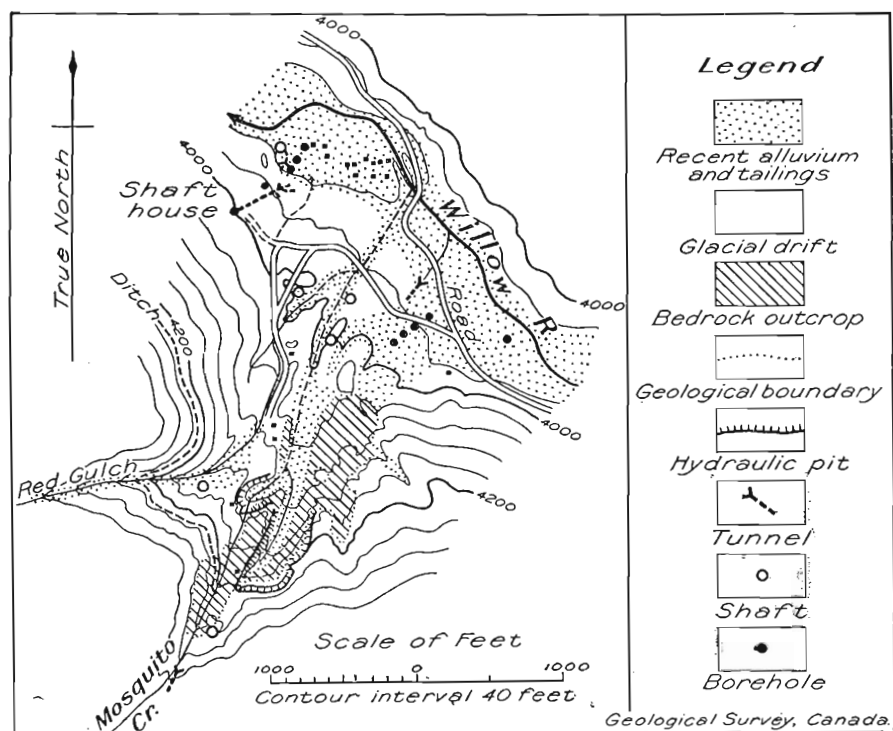 4000
True North
4000
Shaft
house
Willow R
Road
Ditch
4200
4000
4000
4200
Red Gulch
Mosquito
Cr.
Scale of Feet
1000 0 1000
Contour interval 40 feet
Legend
Recent alluvium
and tailings
Glacial drift
Bedrock outcrop
Geological boundary
Hydraulic pit
Tunnel
Shaft
Borehole
Geological Survey, Canada.